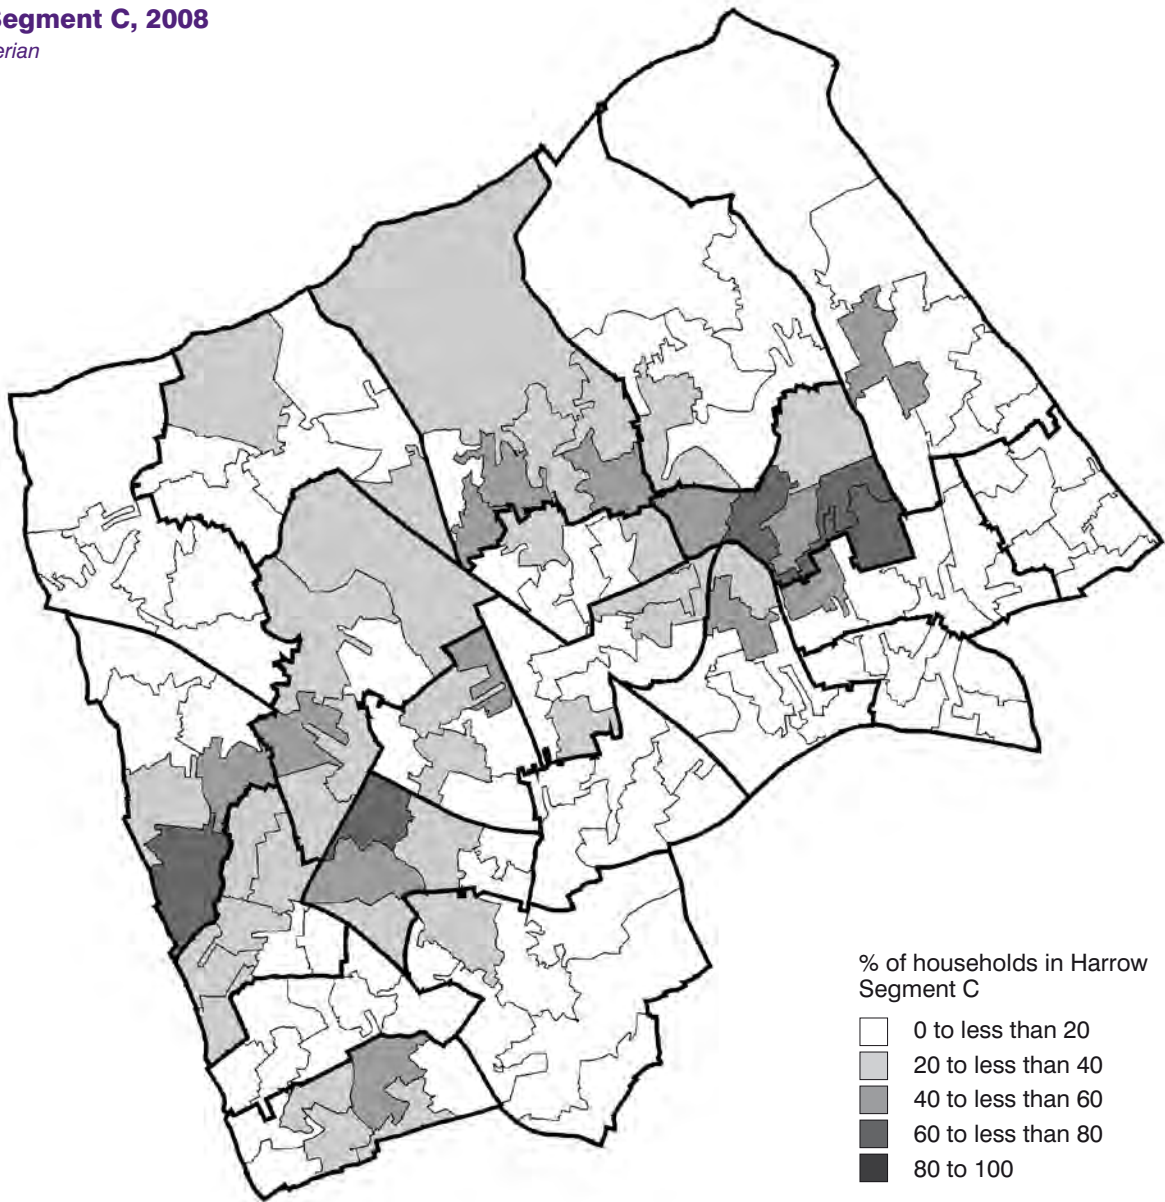 Segment C, 2008
erian
% of households in Harrow
Segment C
0 to less than 20
20 to less than 40
40 to less than 60
60 to less than 80
80 to 100